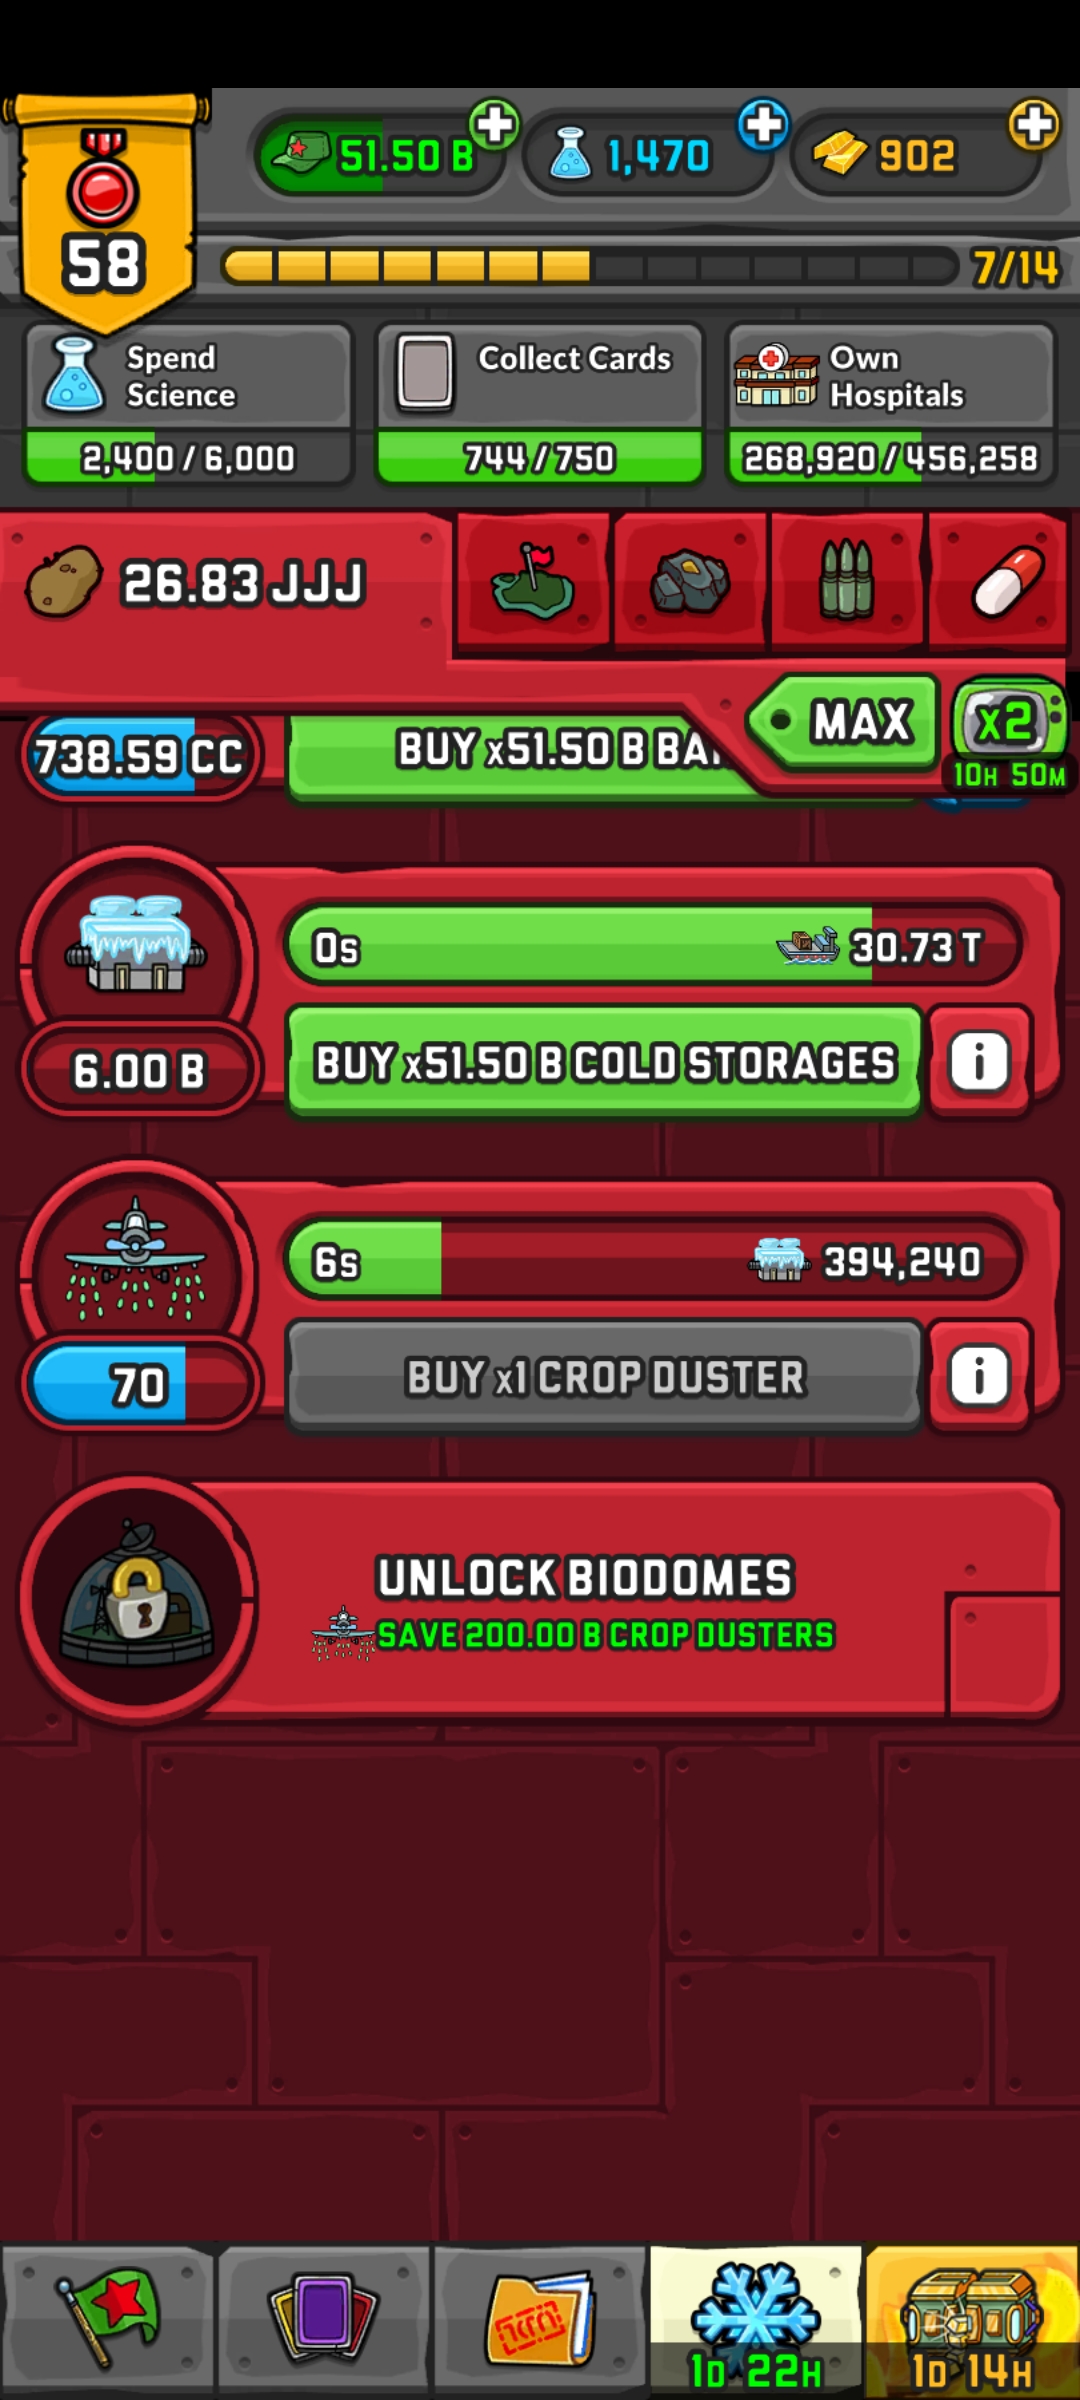 58
51.50 B
1,470
902
7/14
Spend
Science
2,400 / 6,000
Collect Cards
744 / 750
Own
Hospitals
268,920 / 456,258
26.83 JJJ
MAX
x2
10H 50M
738.59 CC
BUY x51.50 B
0s
30.73 T
6.00 B
BUY x51.50 B COLD STORAGES
i
6s
394,240
70
BUY x1 CROP DUSTER
i
UNLOCK BIODOMES
SAVE 200.00 B CROP DUSTERS
1D 22H
1D 14H